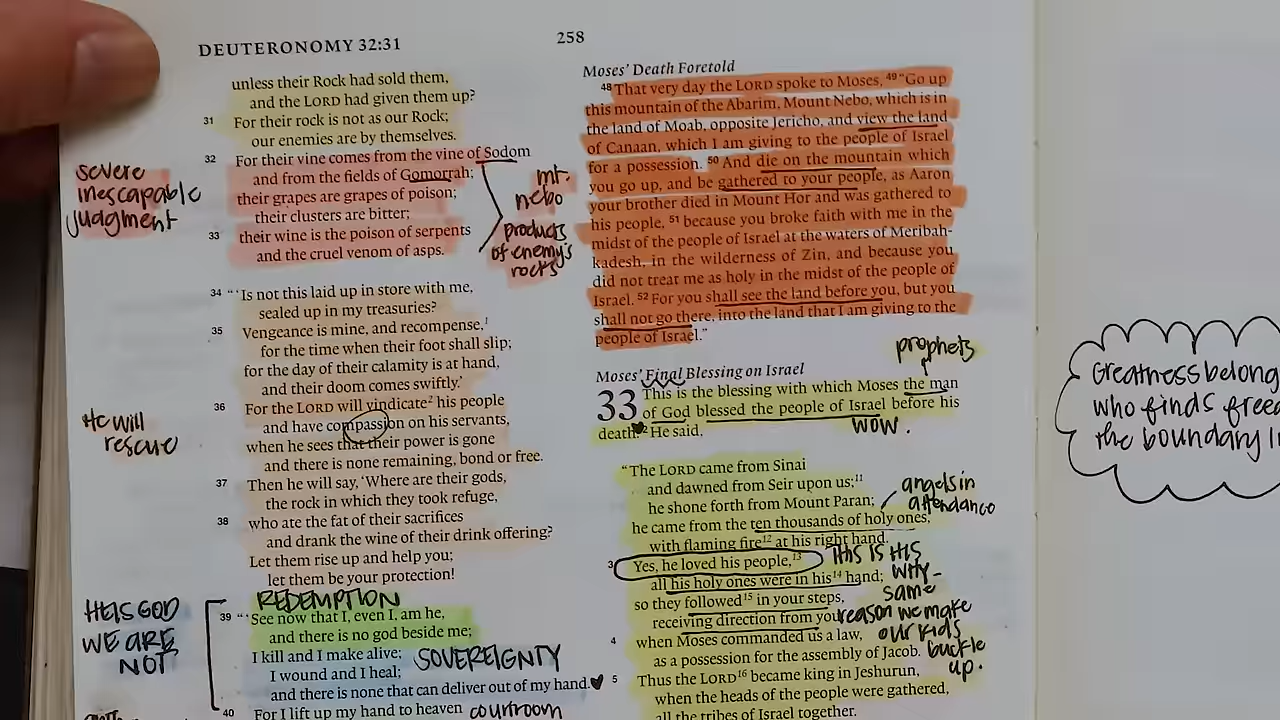 DEUTERONOMY 32:31
258
unless their Rock had sold them,
and the LORD had given them up?
31 For their rock is not as our Rock;
our enemies are by themselves.
32 For their vine comes from the vine of Sodom
and from the fields of Gomorrah;
their grapes are grapes of poison;
their clusters are bitter;
33 their wine is the poison of serpents
and the cruel venom of asps.
severe
inescapable
judgment
mt.
nebo
products
of enemy's
rocks
34 “‘Is not this laid up in store with me,
sealed up in my treasuries?
35 Vengeance is mine, and recompense,1
for the time when their foot shall slip;
for the day of their calamity is at hand,
and their doom comes swiftly.’
36 For the LORD will vindicate2 his people
and have compassion on his servants,
when he sees that their power is gone
and there is none remaining, bond or free.
37 Then he will say, ‘Where are their gods,
the rock in which they took refuge,
38 who ate the fat of their sacrifices
and drank the wine of their drink offering?
Let them rise up and help you;
let them be your protection!
He will
rescue
REDEMPTION
39 “‘See now that I, even I, am he,
and there is no god beside me;
I kill and I make alive;
I wound and I heal;
and there is none that can deliver out of my hand.
40 For I lift up my hand to heaven
HE IS GOD
WE ARE
NOT
SOVEREIGNTY
courtroom
Moses’ Death Foretold
48 That very day the LORD spoke to Moses, 49 “Go up
this mountain of the Abarim, Mount Nebo, which is in
the land of Moab, opposite Jericho, and view the land
of Canaan, which I am giving to the people of Israel
for a possession. 50 And die on the mountain which
you go up, and be gathered to your people, as Aaron
your brother died in Mount Hor and was gathered to
his people, 51 because you broke faith with me in the
midst of the people of Israel at the waters of Meribah-
kadesh, in the wilderness of Zin, and because you
did not treat me as holy in the midst of the people of
Israel. 52 For you shall see the land before you, but you
shall not go there, into the land that I am giving to the
people of Israel.”
prophets
Moses’ Final Blessing on Israel
33 This is the blessing with which Moses the man
of God blessed the people of Israel before his
death. 2 He said,
wow.
“The LORD came from Sinai
and dawned from Seir upon us;11
he shone forth from Mount Paran;
he came from the ten thousands of holy ones,
with flaming fire12 at his right hand.
3 Yes, he loved his people,13
all his holy ones were in his14 hand;
so they followed15 in your steps,
receiving direction from you,
4 when Moses commanded us a law,
as a possession for the assembly of Jacob.
5 Thus the LORD16 became king in Jeshurun,
when the heads of the people were gathered,
all the tribes of Israel together.
angels in
attendance
THIS IS HIS
WHY-
same
reason we make
our kids
buckle
up.
Greatness belong
who finds free
the boundary